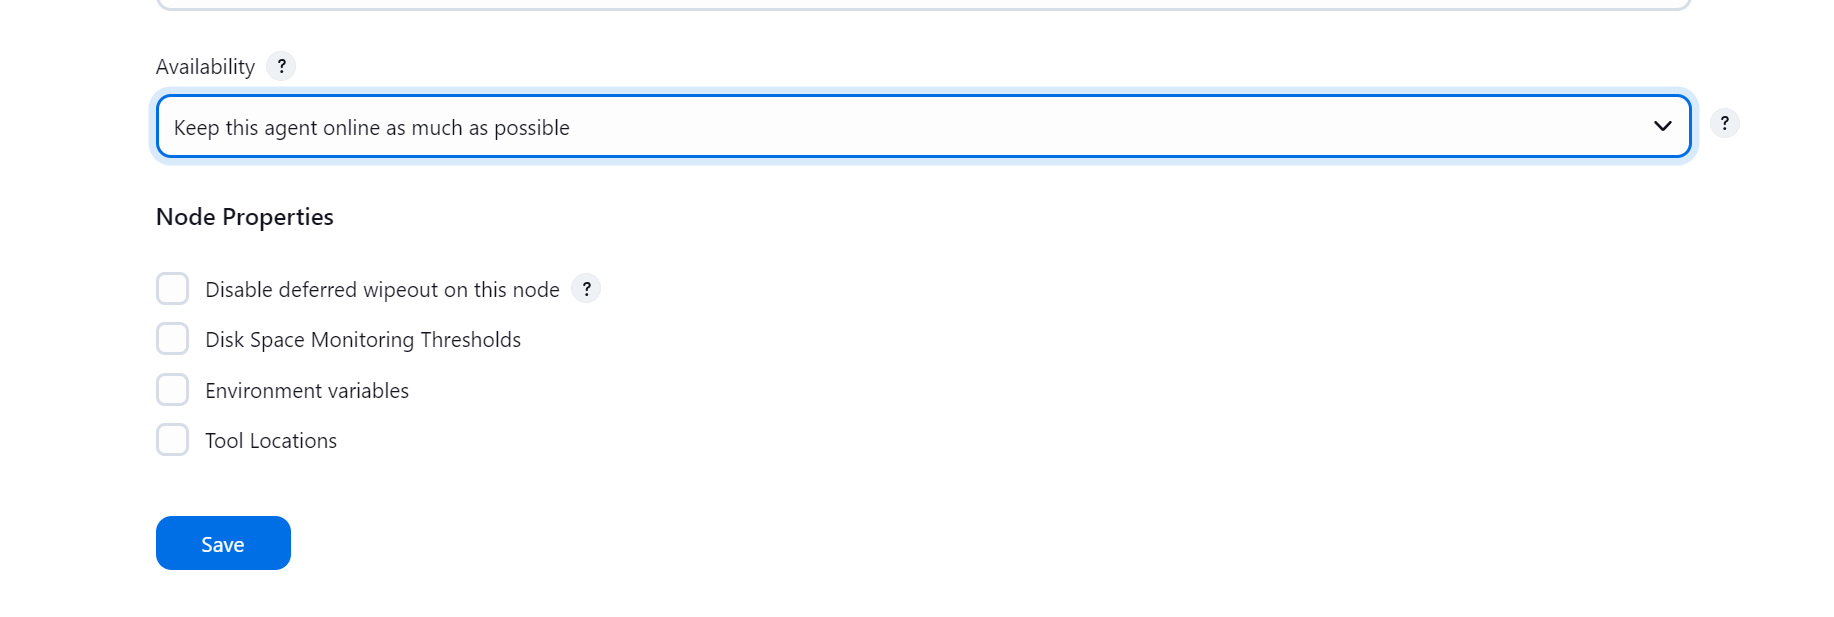 Availability ?
Keep this agent online as much as possible ?
Node Properties
Disable deferred wipeout on this node ?
Disk Space Monitoring Thresholds
Environment variables
Tool Locations
Save